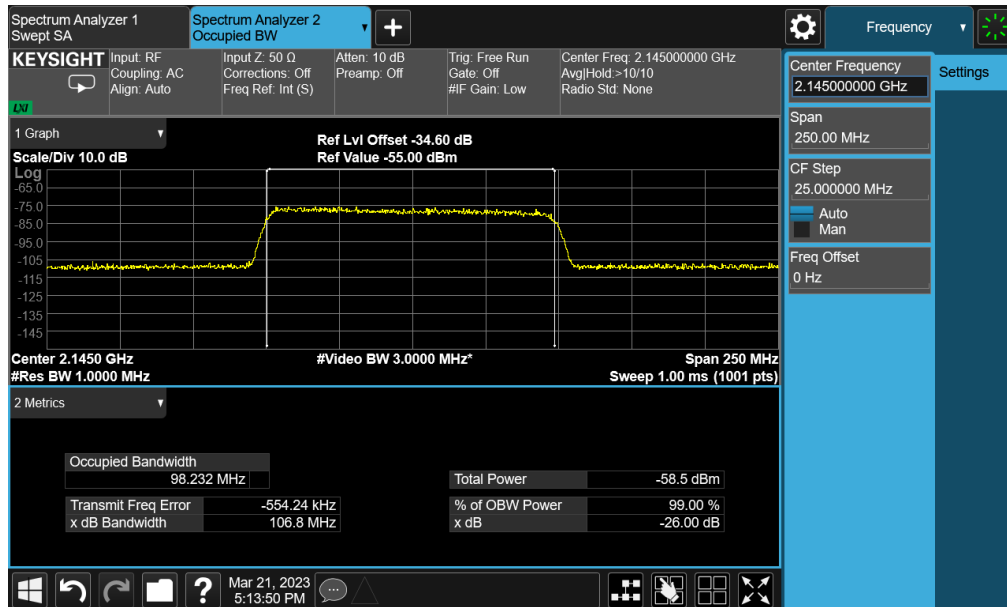 Spectrum Analyzer 1
Swept SA
Spectrum Analyzer 2
Occupied BW
Frequency
KEYSIGHT
LXI
Input: RF
Coupling: AC
Align: Auto
Input Z: 50 Ω
Corrections: Off
Freq Ref: Int (S)
Atten: 10 dB
Preamp: Off
Trig: Free Run
Gate: Off
#IF Gain: Low
Center Freq: 2.145000000 GHz
Avg|Hold:>10/10
Radio Std: None
Center Frequency
2.145000000 GHz
Settings
Span
250.00 MHz
CF Step
25.000000 MHz
Auto
Man
Freq Offset
0 Hz
1 Graph
Scale/Div 10.0 dB
Ref Lvl Offset -34.60 dB
Ref Value -55.00 dBm
Log
-65.0
-75.0
-85.0
-95.0
-105
-115
-125
-135
-145
Center 2.1450 GHz
#Video BW 3.0000 MHz*
Span 250 MHz
#Res BW 1.0000 MHz
Sweep 1.00 ms (1001 pts)
2 Metrics
Occupied Bandwidth
98.232 MHz
Total Power -58.5 dBm
Transmit Freq Error -554.24 kHz
% of OBW Power 99.00 %
x dB Bandwidth 106.8 MHz
x dB -26.00 dB
?
Mar 21, 2023
5:13:50 PM